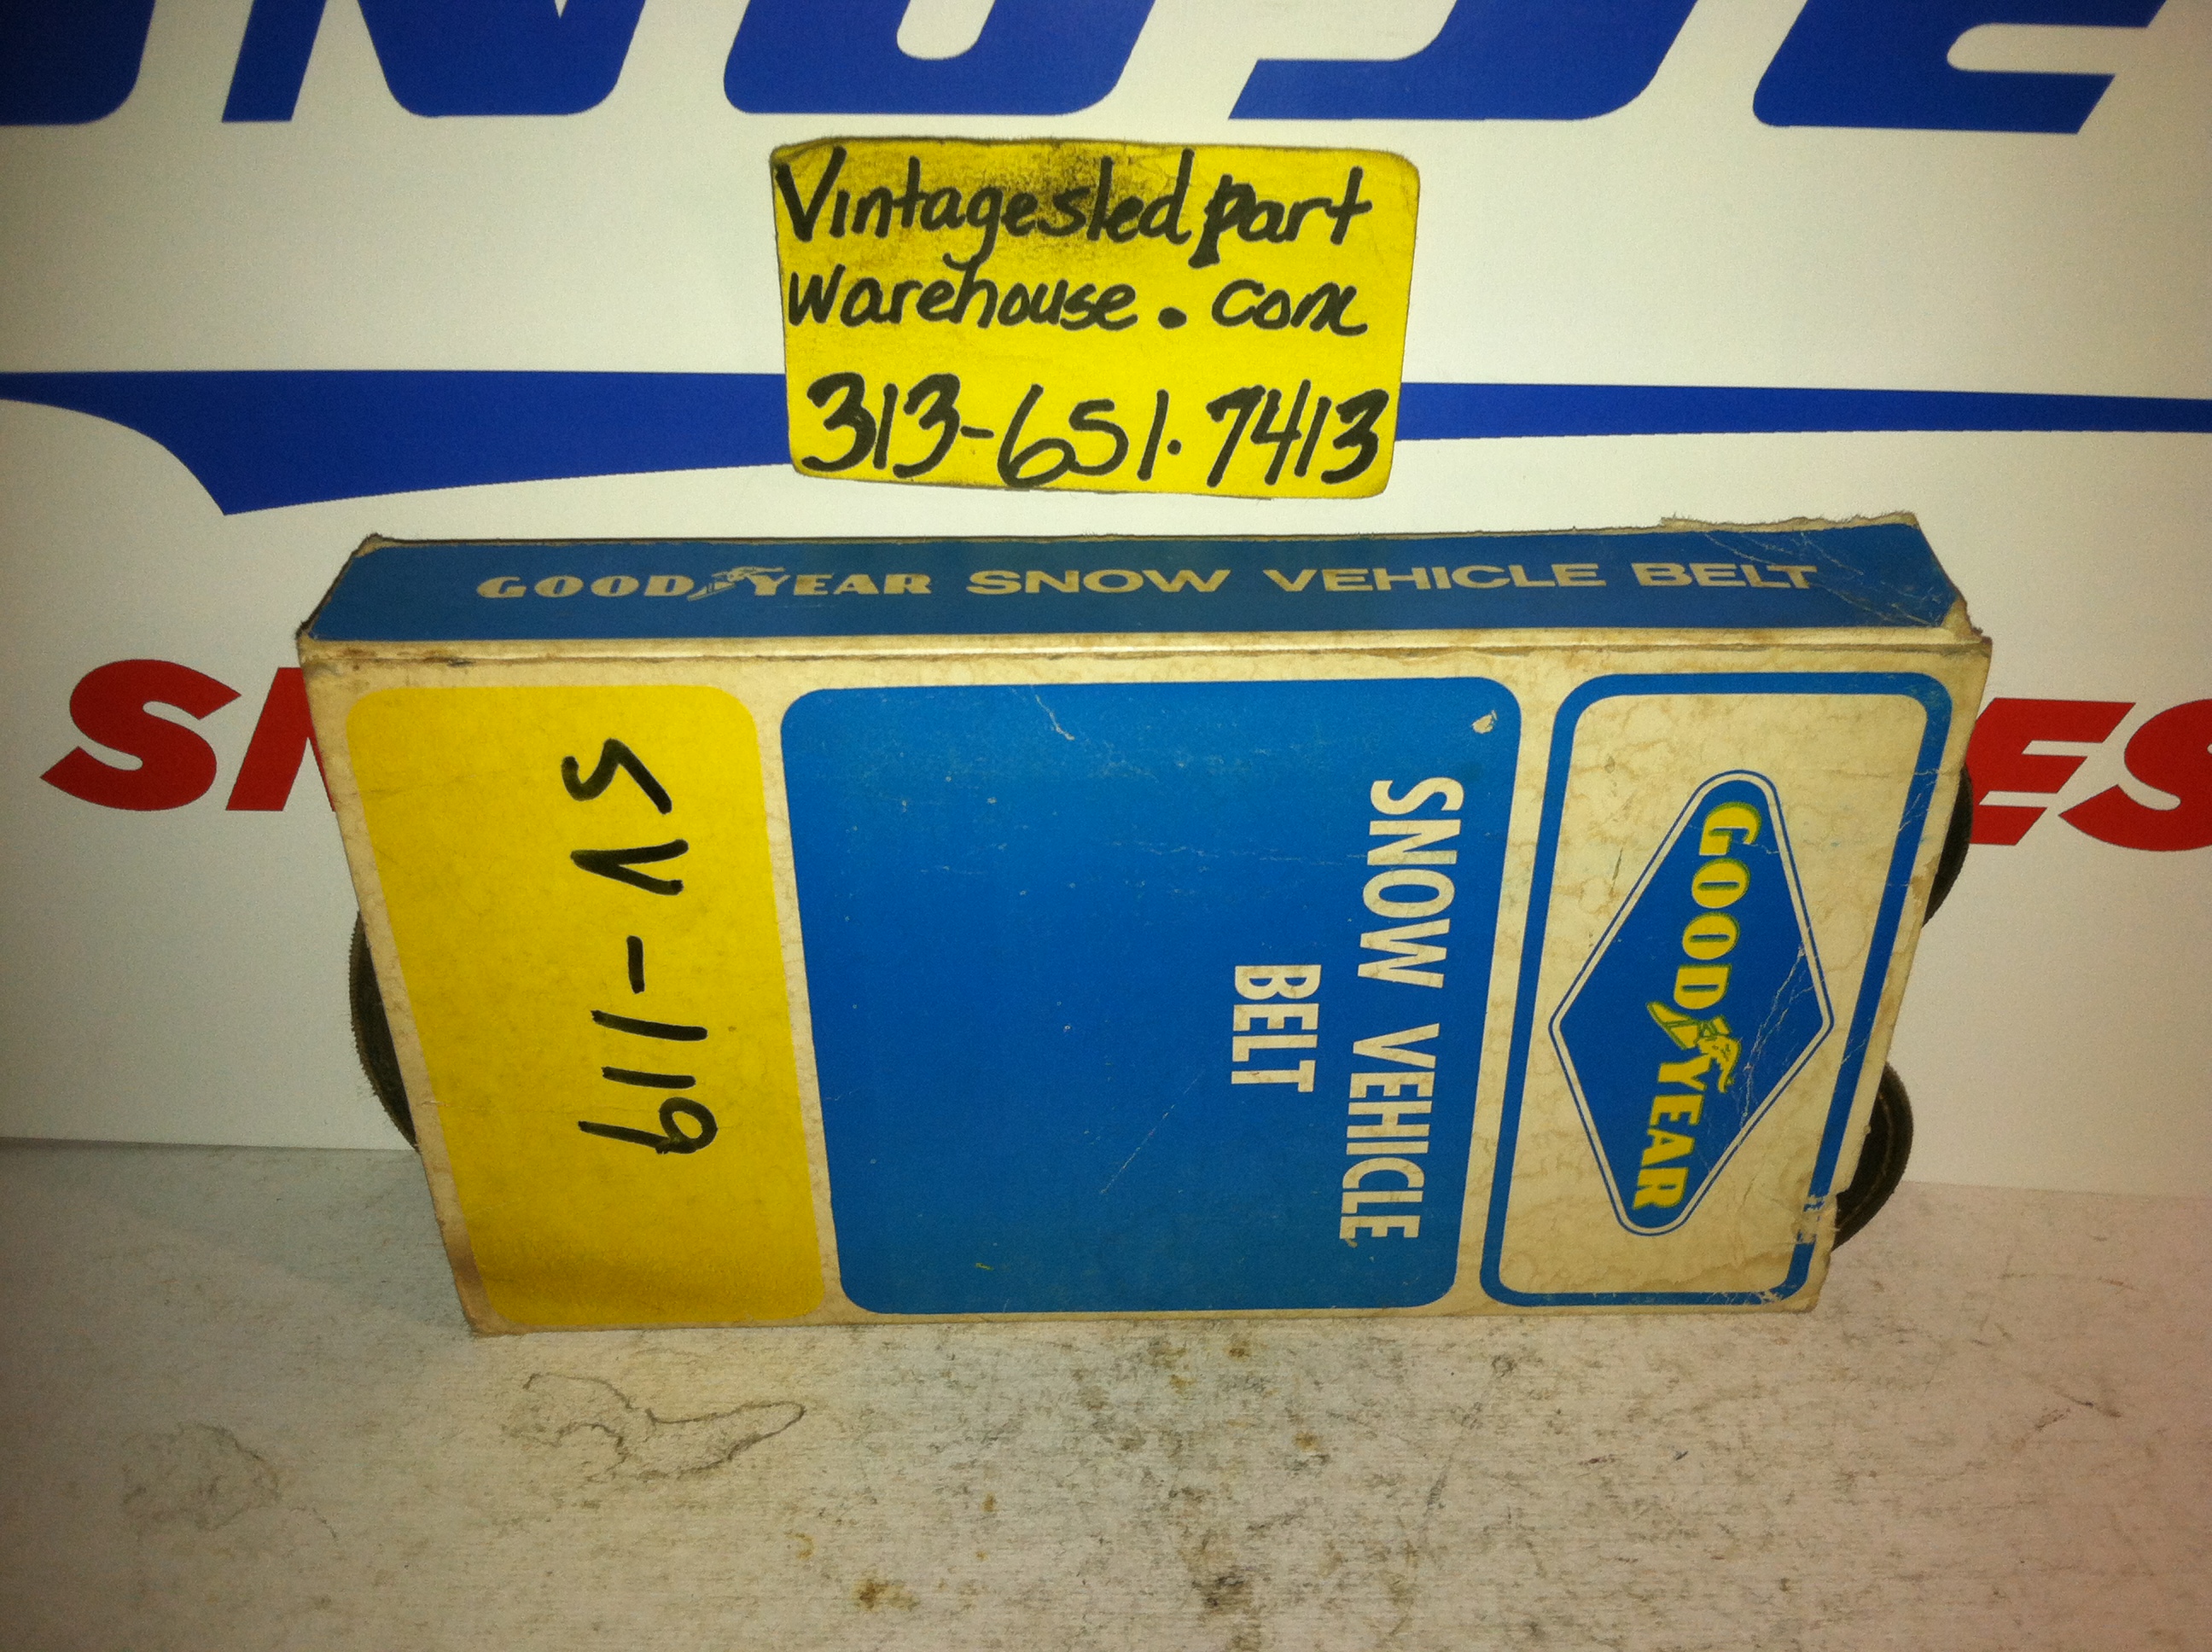 Vintagesled part
warehouse.com
313-651.7413
GOODYEAR SNOW VEHICLE BELT
GOODYEAR
SNOW VEHICLE
BELT
SV-119